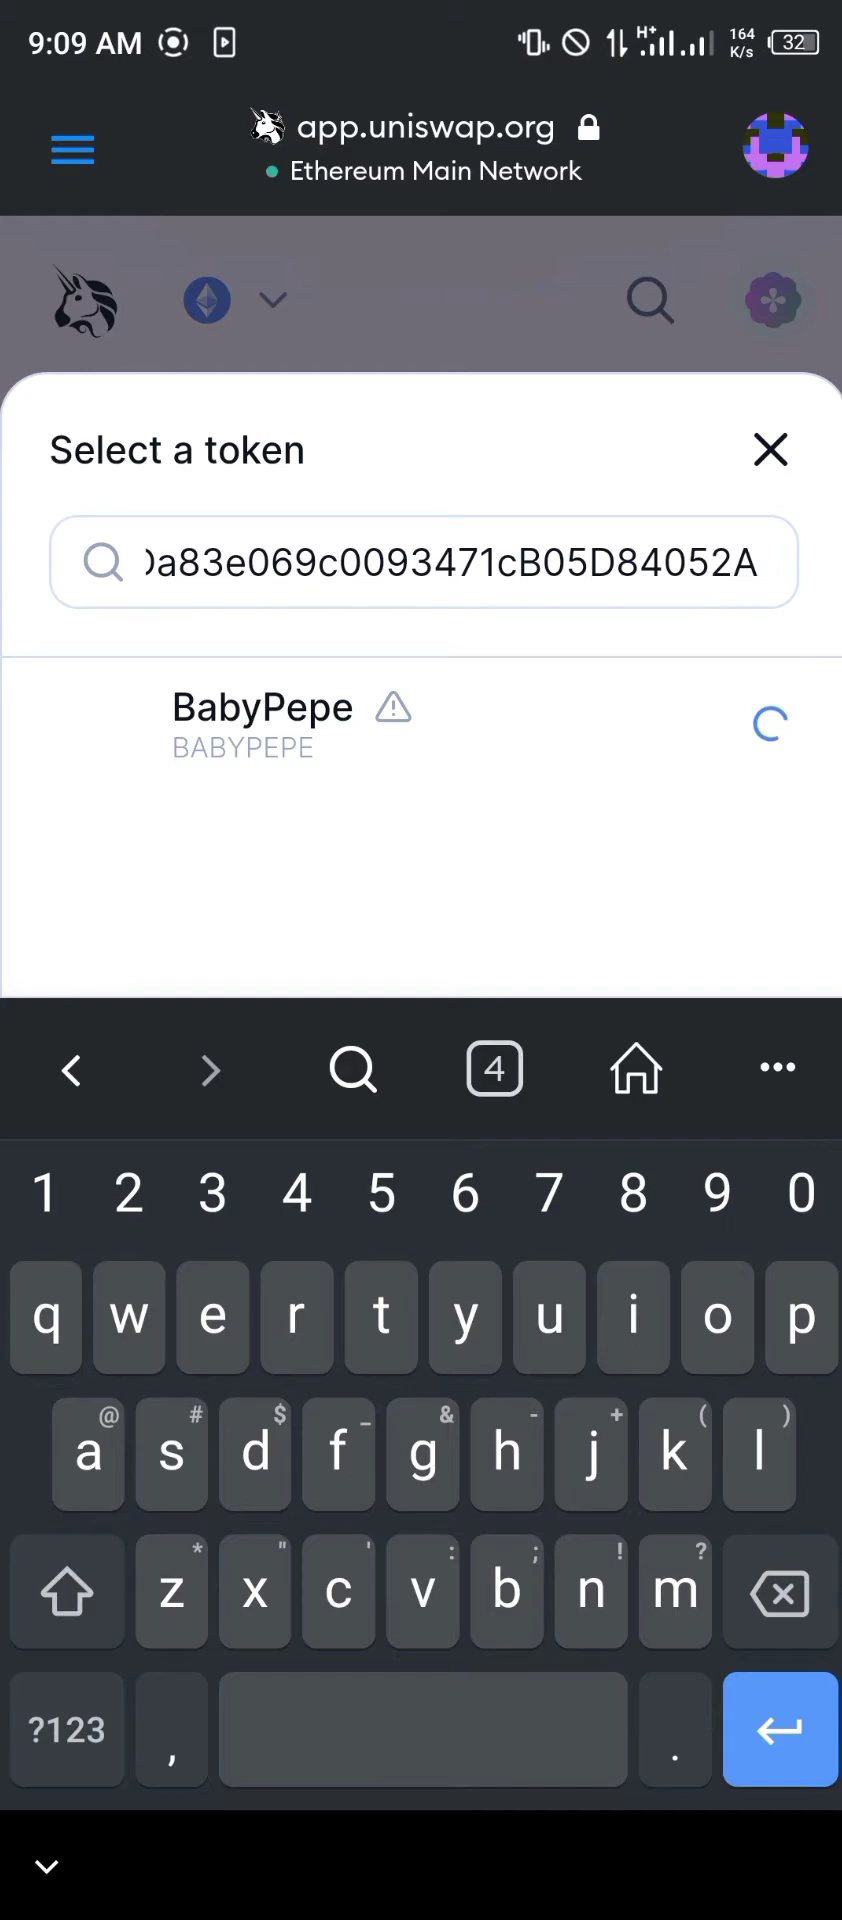 9:09 AM
H+
164
K/s
32
app.uniswap.org
Ethereum Main Network
Select a token
a83e069c0093471cB05D84052A
BabyPepe
BABYPEPE
4
1 2 3 4 5 6 7 8 9 0
q w e r t y u i o p
@ # $ _ & - + ( )
a s d f g h j k l
* " ' : ; ! ?
z x c v b n m
?123 , .